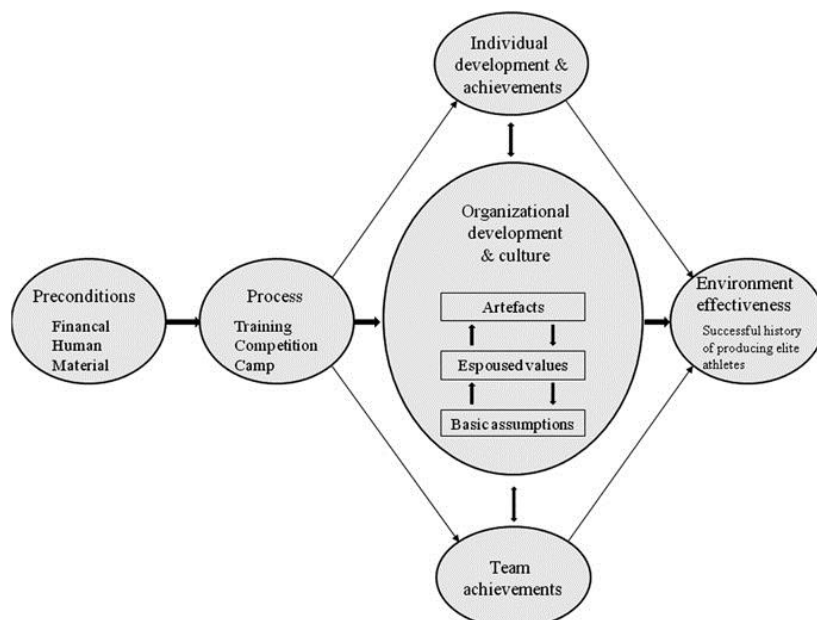 Individual
development &
achievements
Organizational
development
& culture
Artefacts
Espoused values
Basic assumptions
Preconditions
Financal
Human
Material
Process
Training
Competition
Camp
Environment
effectiveness
Successful history
of producing elite
athletes
Team
achievements